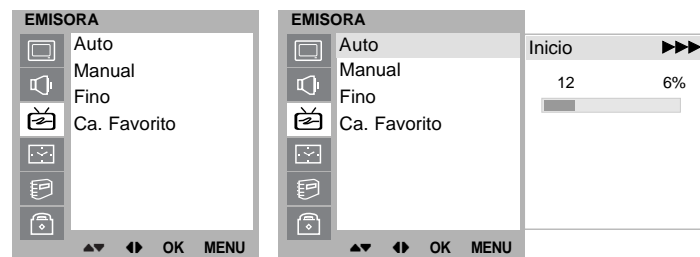 EMISORA
Auto
Manual
Fino
Ca. Favorito
OK MENU
EMISORA
Auto
Manual
Fino
Ca. Favorito
OK MENU
Inicio
12 6%